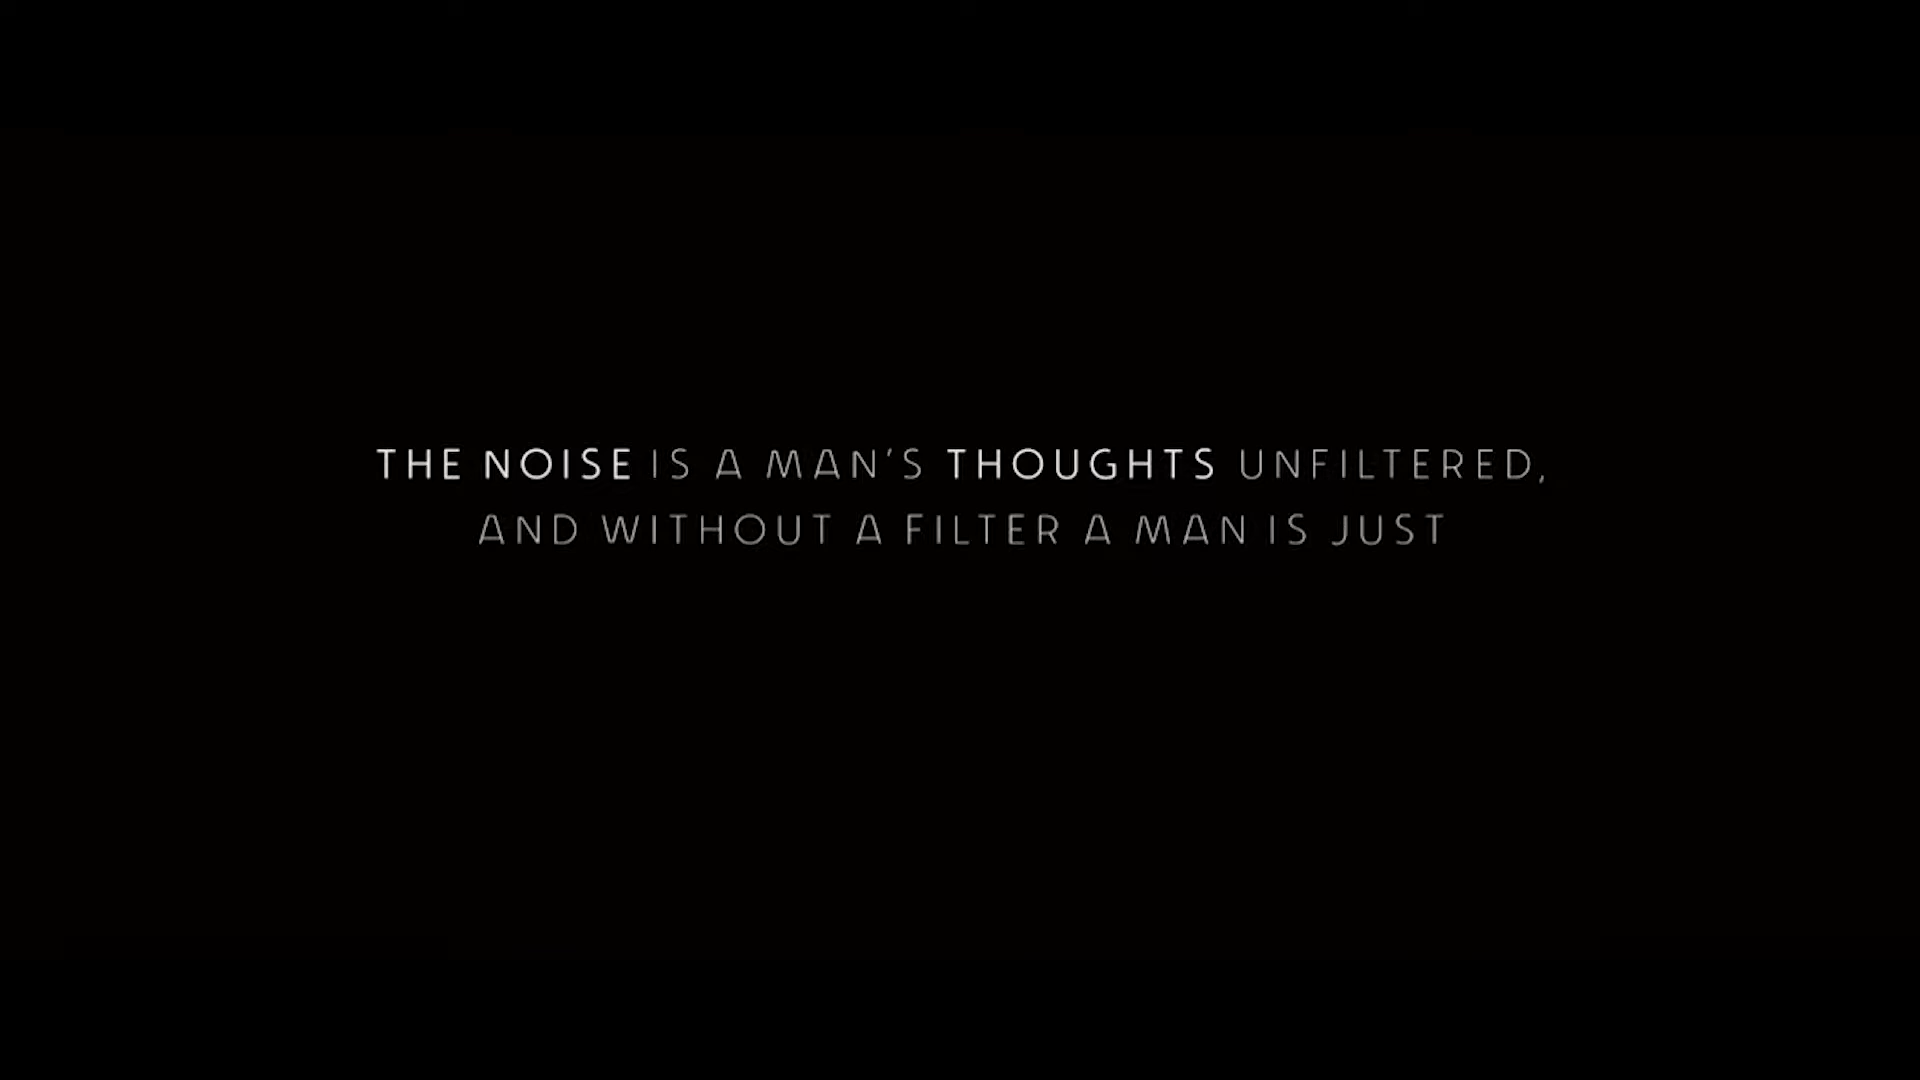 THE NOISE IS A MAN’S THOUGHTS UNFILTERED,
AND WITHOUT A FILTER A MAN IS JUST